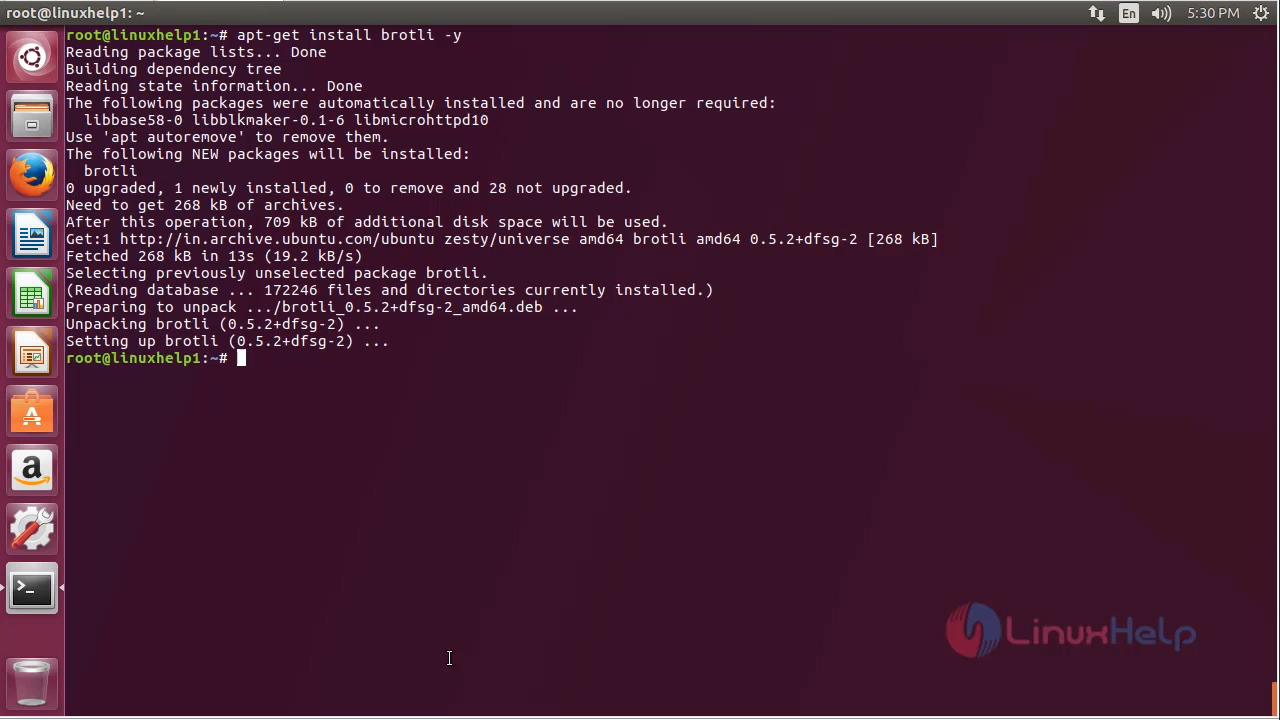 root@linuxhelp1: ~
En
5:30 PM
root@linuxhelp1:~# apt-get install brotli -y
Reading package lists... Done
Building dependency tree
Reading state information... Done
The following packages were automatically installed and are no longer required:
  libbase58-0 libblkmaker-0.1-6 libmicrohttpd10
Use 'apt autoremove' to remove them.
The following NEW packages will be installed:
  brotli
0 upgraded, 1 newly installed, 0 to remove and 28 not upgraded.
Need to get 268 kB of archives.
After this operation, 709 kB of additional disk space will be used.
Get:1 http://in.archive.ubuntu.com/ubuntu zesty/universe amd64 brotli amd64 0.5.2+dfsg-2 [268 kB]
Fetched 268 kB in 13s (19.2 kB/s)
Selecting previously unselected package brotli.
(Reading database ... 172246 files and directories currently installed.)
Preparing to unpack .../brotli_0.5.2+dfsg-2_amd64.deb ...
Unpacking brotli (0.5.2+dfsg-2) ...
Setting up brotli (0.5.2+dfsg-2) ...
root@linuxhelp1:~#
LinuxHelp